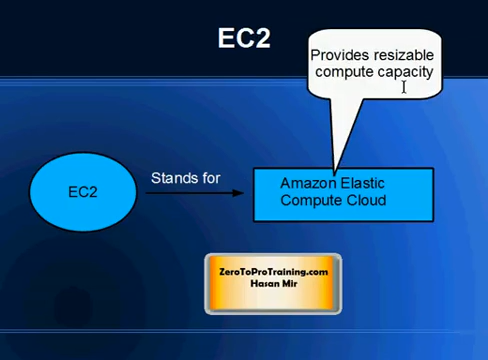 EC2
Provides resizable
compute capacity
EC2
Stands for
Amazon Elastic
Compute Cloud
ZeroToProTraining.com
Hasan Mir